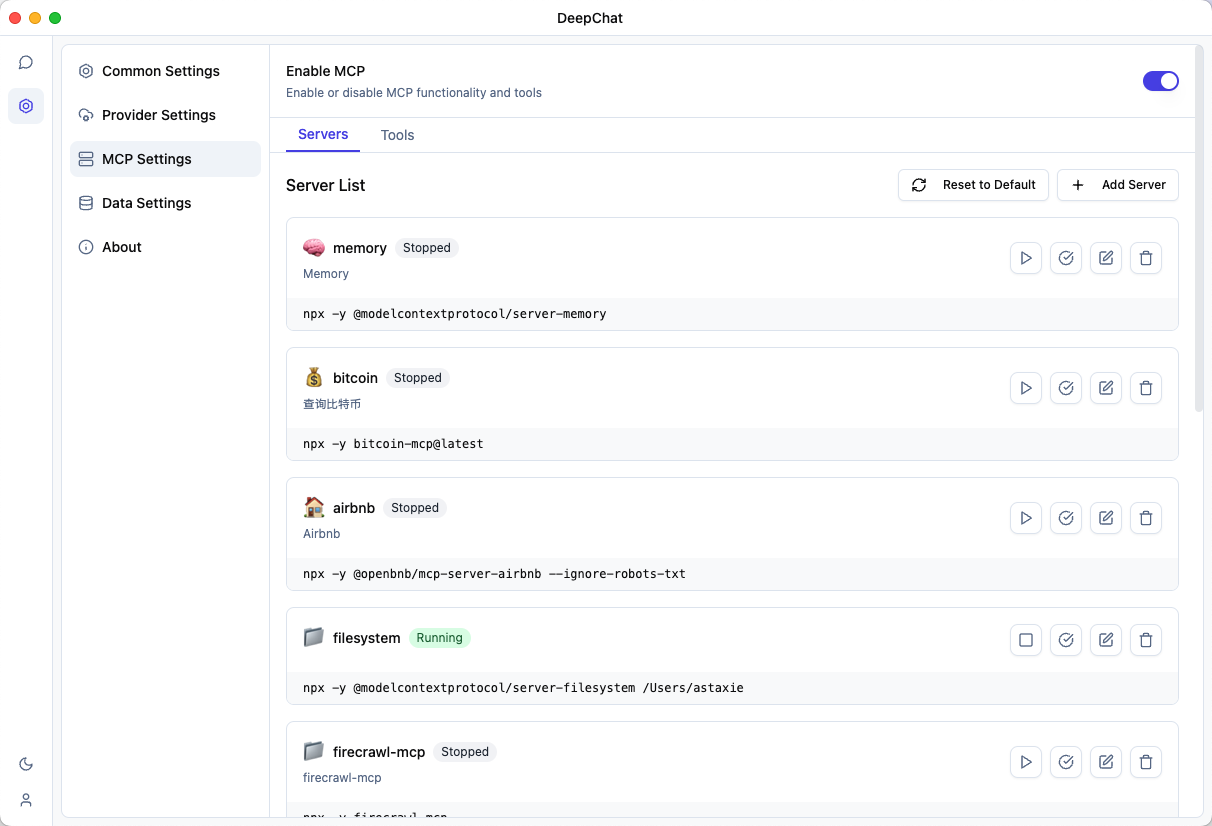 DeepChat
Common Settings
Provider Settings
MCP Settings
Data Settings
About
Enable MCP
Enable or disable MCP functionality and tools
Servers Tools
Server List Reset to Default Add Server
memory Stopped
Memory
npx -y @modelcontextprotocol/server-memory
bitcoin Stopped
查询比特币
npx -y bitcoin-mcp@latest
airbnb Stopped
Airbnb
npx -y @openbnb/mcp-server-airbnb --ignore-robots-txt
filesystem Running
npx -y @modelcontextprotocol/server-filesystem /Users/astaxie
firecrawl-mcp Stopped
firecrawl-mcp
npx -y firecrawl-mcp